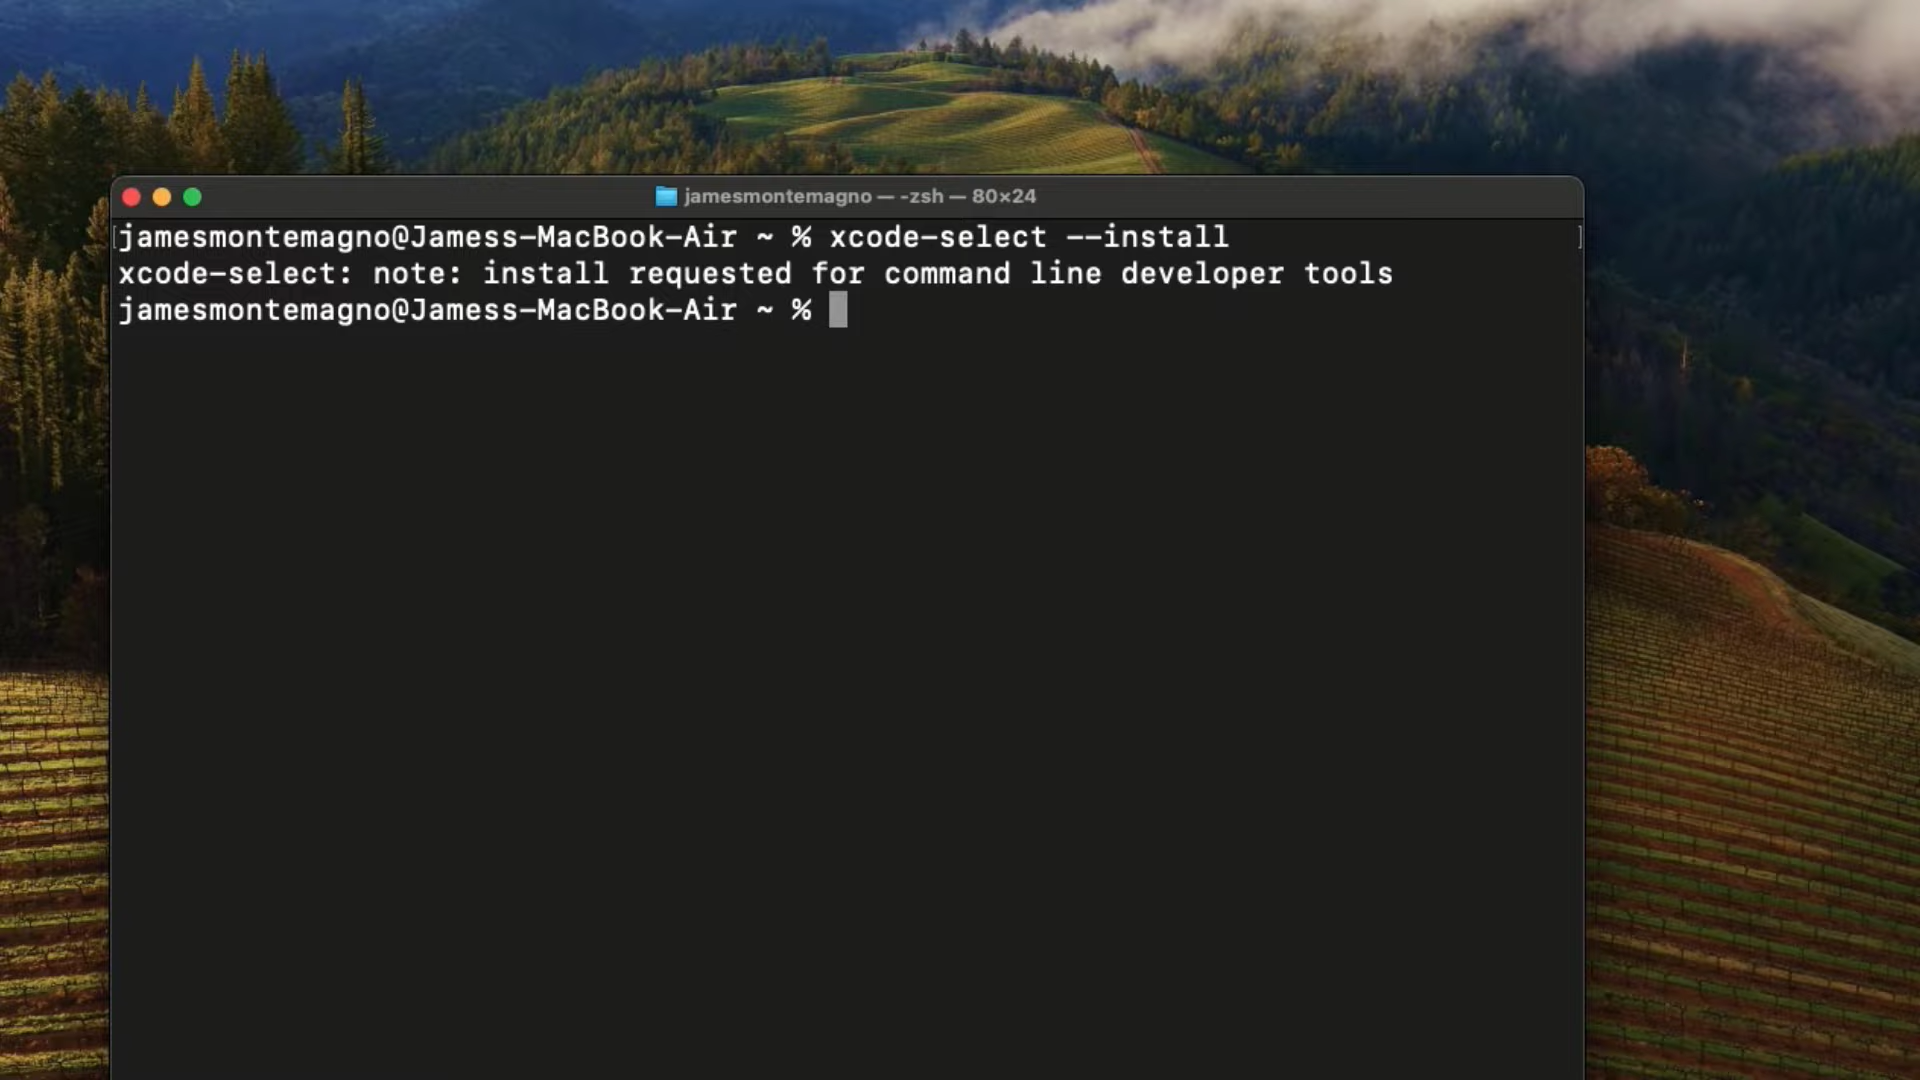 jamesmontemagno — -zsh — 80×24
jamesmontemagno@Jamess-MacBook-Air ~ % xcode-select --install
xcode-select: note: install requested for command line developer tools
jamesmontemagno@Jamess-MacBook-Air ~ %